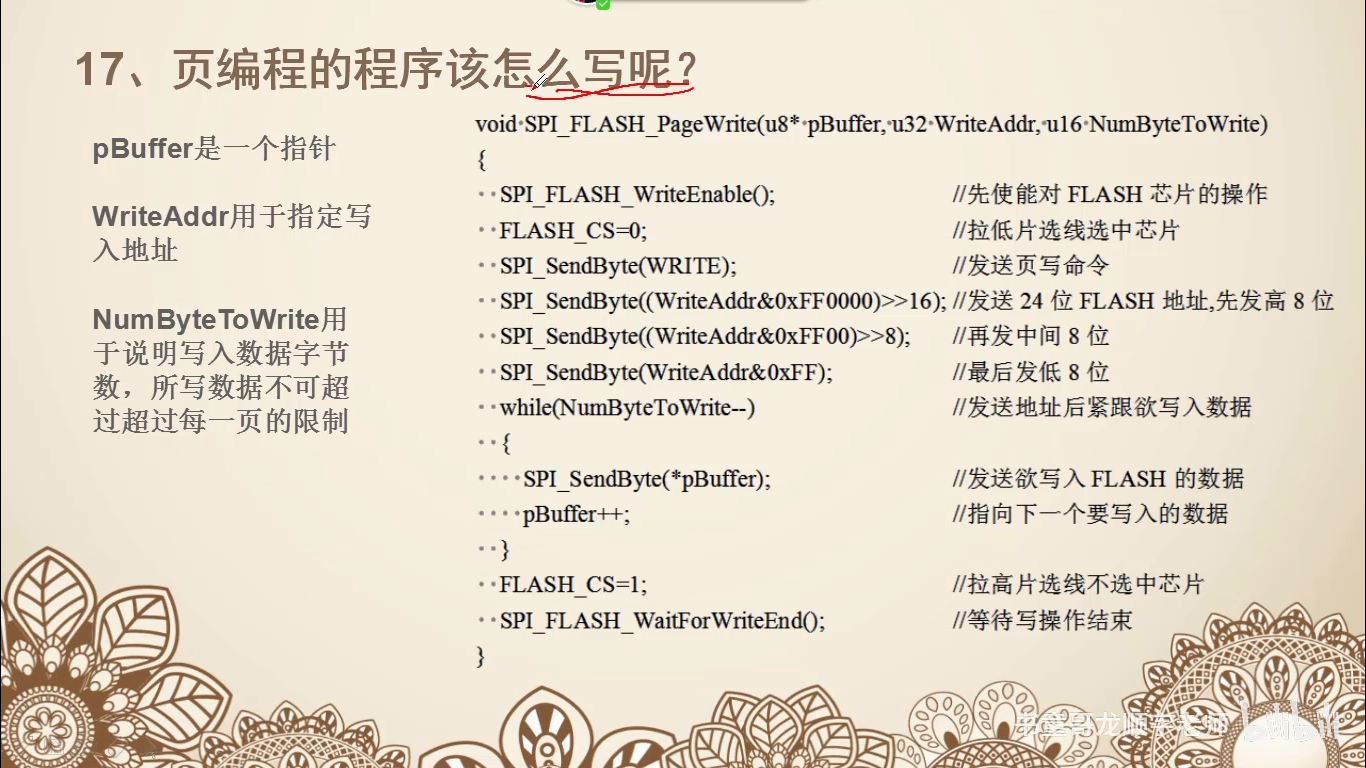 17、页编程的程序该怎么写呢？
pBuffer是一个指针
WriteAddr用于指定写
入地址
NumByteToWrite用
于说明写入数据字节
数，所写数据不可超
过超过每一页的限制
void SPI_FLASH_PageWrite(u8* pBuffer, u32 WriteAddr, u16 NumByteToWrite)
{
SPI_FLASH_WriteEnable(); //先使能对 FLASH 芯片的操作
FLASH_CS=0; //拉低片选线选中芯片
SPI_SendByte(WRITE); //发送页写命令
SPI_SendByte((WriteAddr&0xFF0000)>>16); //发送 24 位 FLASH 地址,先发高 8 位
SPI_SendByte((WriteAddr&0xFF00)>>8); //再发中间 8 位
SPI_SendByte(WriteAddr&0xFF); //最后发低 8 位
while(NumByteToWrite--) //发送地址后紧跟欲写入数据
{
SPI_SendByte(*pBuffer); //发送欲写入 FLASH 的数据
pBuffer++; //指向下一个要写入的数据
}
FLASH_CS=1; //拉高片选线不选中芯片
SPI_FLASH_WaitForWriteEnd(); //等待写操作结束
}
bilibili